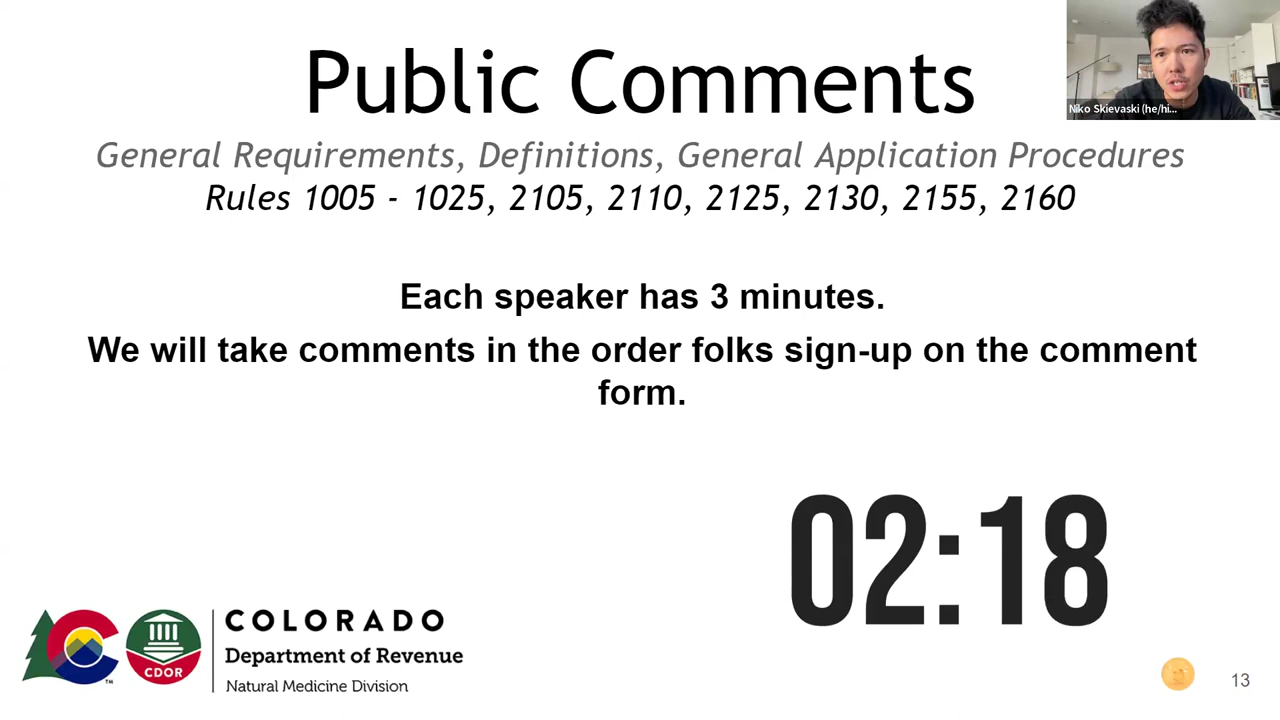 Public Comments
Niko Skievaski (he/hi...
General Requirements, Definitions, General Application Procedures
Rules 1005 - 1025, 2105, 2110, 2125, 2130, 2155, 2160
Each speaker has 3 minutes.
We will take comments in the order folks sign-up on the comment
form.
02:18
COLORADO
Department of Revenue
Natural Medicine Division
CDOR
TM
13